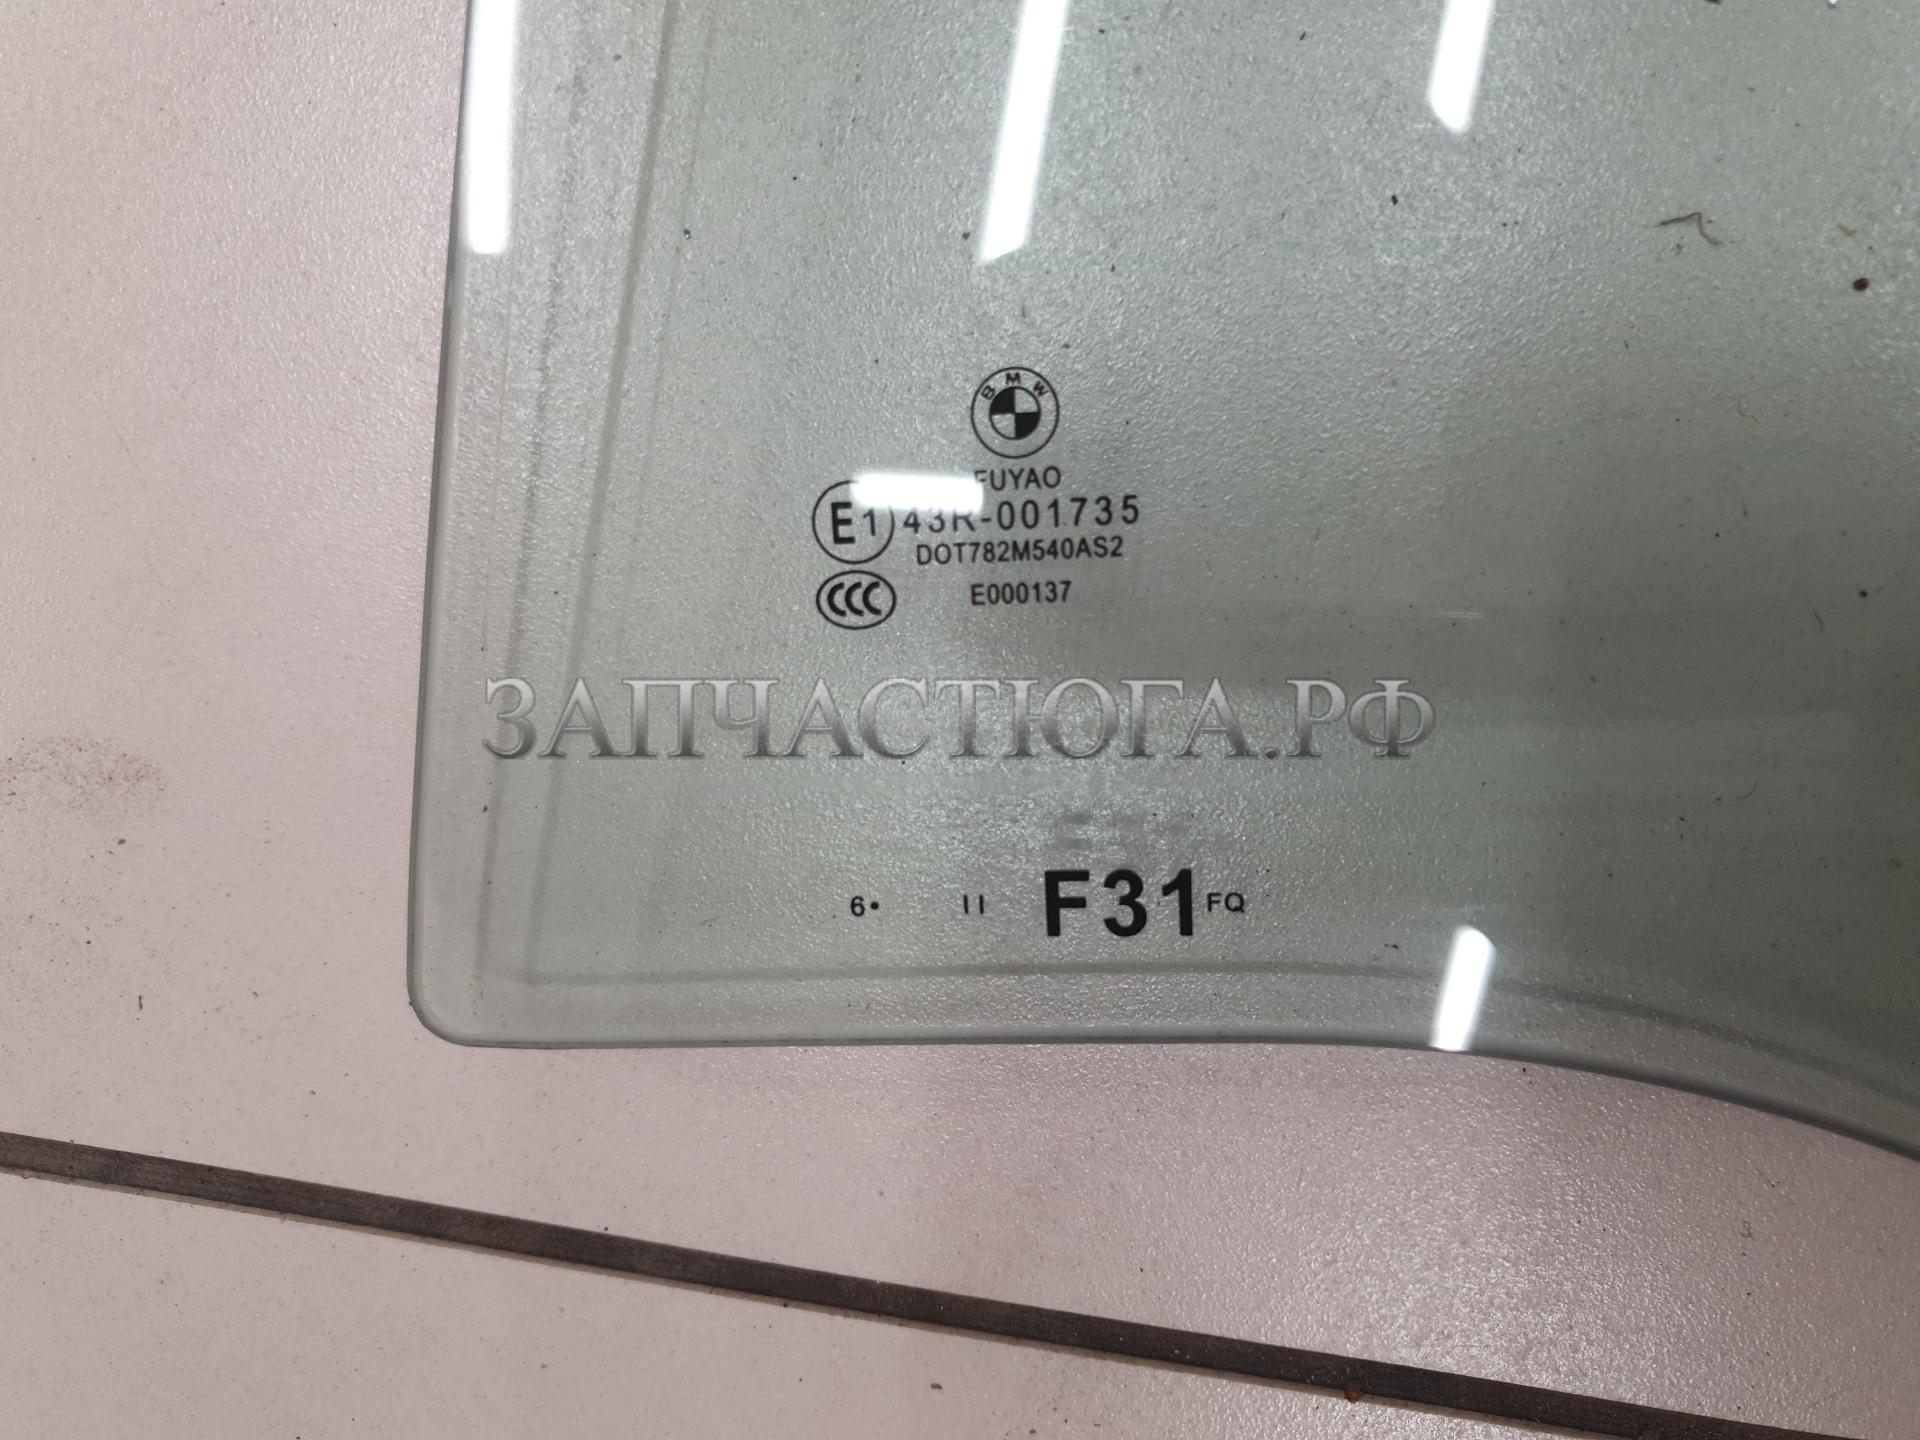 BMW
FUYAO
E1 43R-001735
DOT782M540AS2
CCC E000137
ЗАПЧАСТЮГА.РФ
6• II F31 FQ